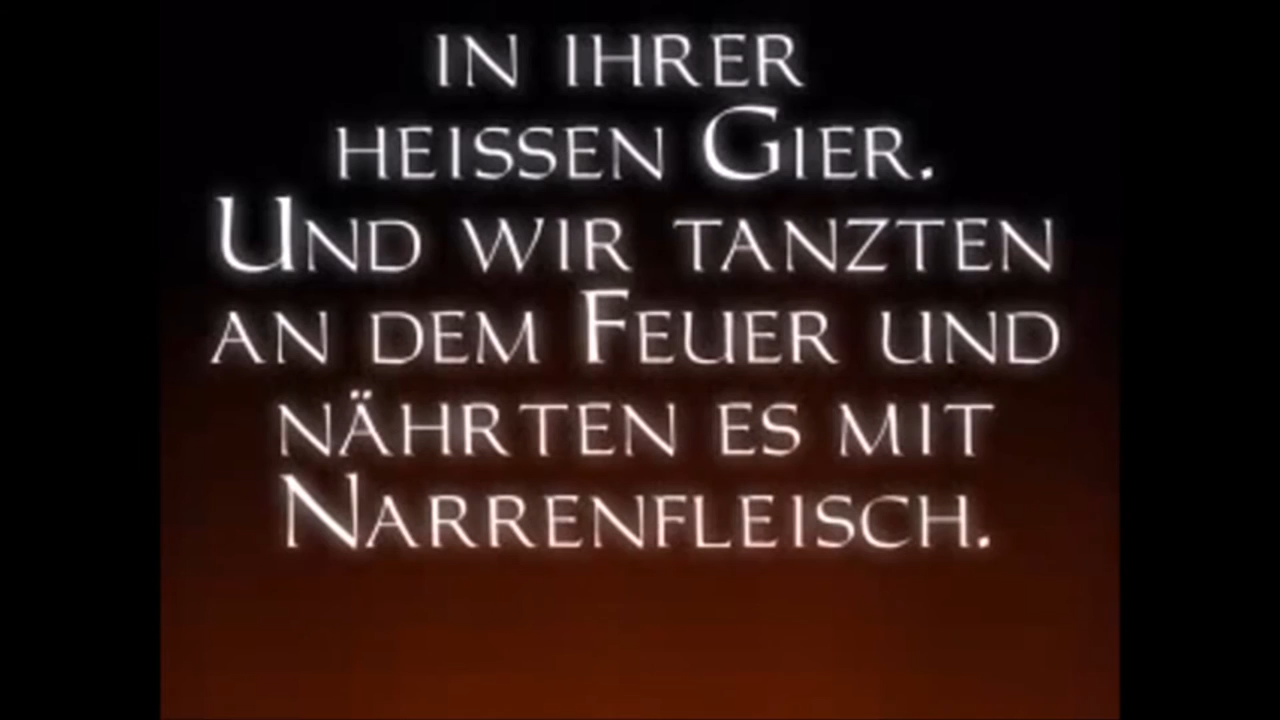 IN IHRER
HEISSEN GIER.
UND WIR TANZTEN
AN DEM FEUER UND
NÄHRTEN ES MIT
NARRENFLEISCH.